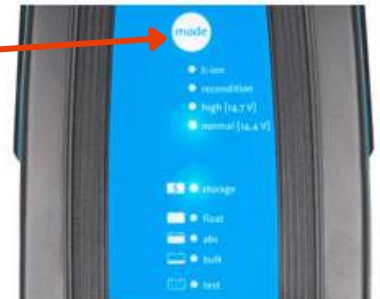 mode
li-ion
recondition
high [14,7 V]
normal [14,4 V]
storage
float
abs
bulk
test